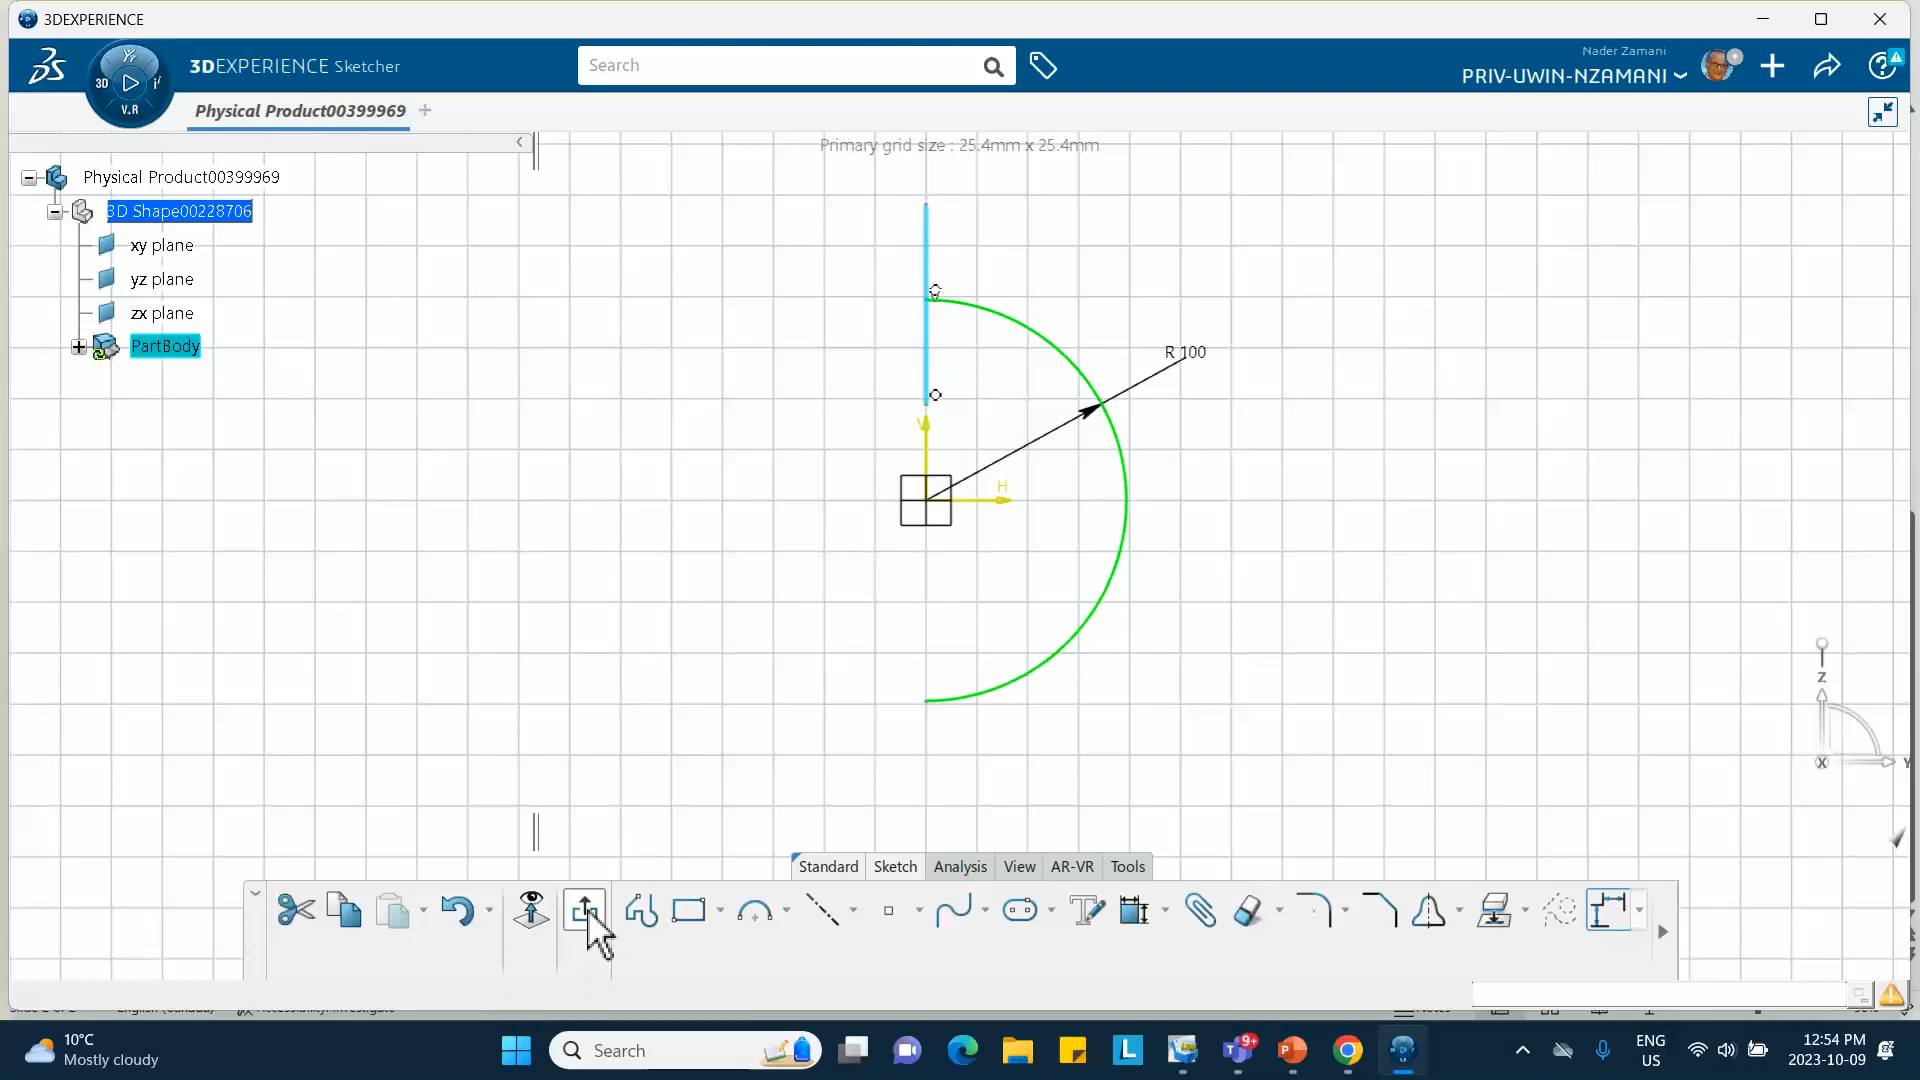 3DEXPERIENCE
3DEXPERIENCE Sketcher
3D
V,R
Search
Nader Zamani
PRIV-UWIN-NZAMANI
Physical Product00399969
Primary grid size : 25.4mm x 25.4mm
Physical Product00399969
3D Shape00228706
xy plane
yz plane
zx plane
PartBody
R 100
V
H
Z
X
Y
Standard
Sketch
Analysis
View
AR-VR
Tools
10°C
Mostly cloudy
Search
9+
ENG
US
12:54 PM
2023-10-09